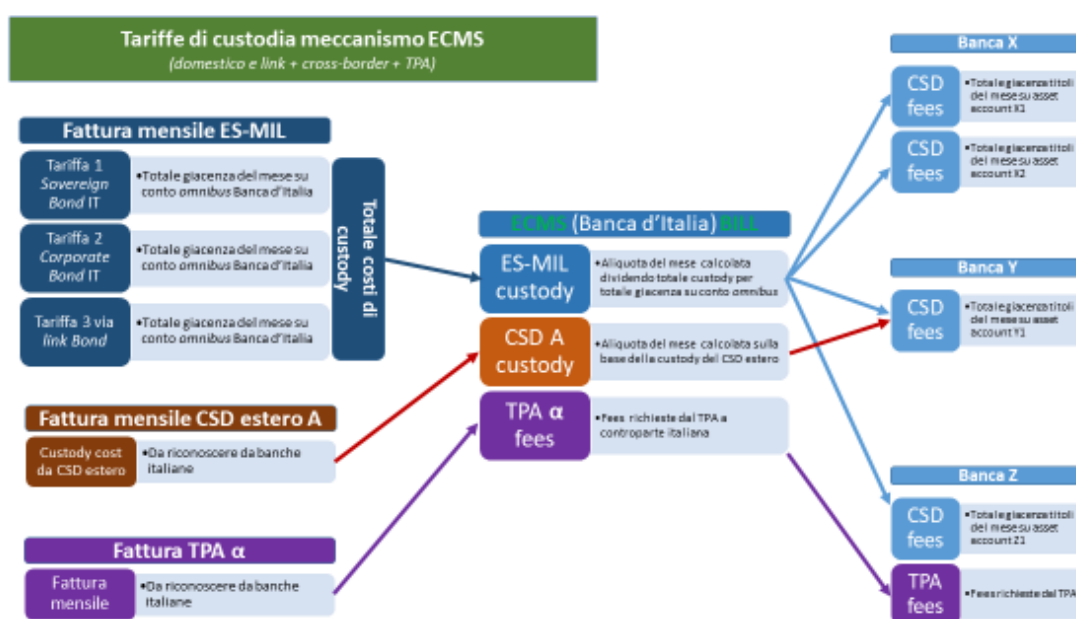 Tariffe di custodia meccanismo ECMS
(domestico e link + cross-border + TPA)
Fattura mensile ES-MIL
Tariffa 1
Sovereign
Bond IT
•Totale giacenza del mese su
conto omnibus Banca d'Italia
Tariffa 2
Corporate
Bond IT
•Totale giacenza del mese su
conto omnibus Banca d'Italia
Tariffa 3 via
link Bond
•Totale giacenza del mese su
conto omnibus Banca d'Italia
Totale costi di
custody
Fattura mensile CSD estero A
Custody cost
da CSD estero
•Da riconoscere da banche
italiane
Fattura TPA α
Fattura
mensile
•Da riconoscere da banche
italiane
ECMS (Banca d'Italia) BILL
ES-MIL
custody
•Aliquota del mese calcolata
dividendo totale custody per
totale giacenza su conto omnibus
CSD A
custody
•Aliquota del mese calcolata sulla
base della custody del CSD estero
TPA α
fees
•Fees richieste dal TPA a
controparte italiana
Banca X
CSD
fees
•Totale giacenza titoli
del mese su asset
account X1
CSD
fees
•Totale giacenza titoli
del mese su asset
account X2
Banca Y
CSD
fees
•Totale giacenza titoli
del mese su asset
account Y1
Banca Z
CSD
fees
•Totale giacenza titoli
del mese su asset
account Z1
TPA
fees
•Fees richieste dal TPA